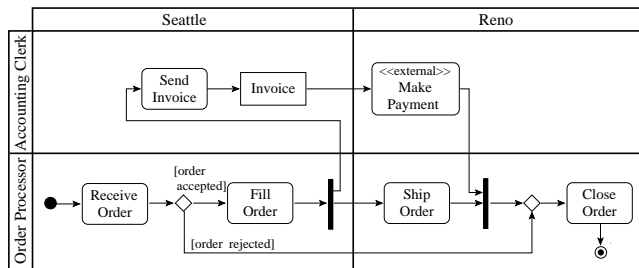 Seattle
Reno
Accounting Clerk
Send
Invoice
Invoice
<<external>>
Make
Payment
Order Processor
Receive
Order
[order
accepted]
Fill
Order
Ship
Order
Close
Order
[order rejected]